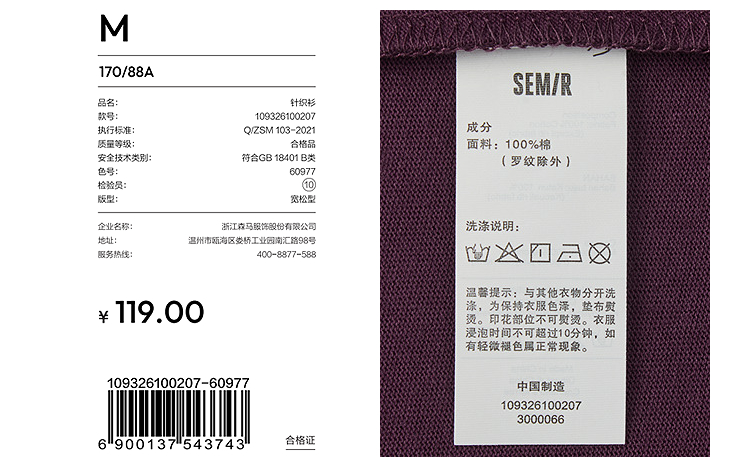 M
170/88A
品名: 针织衫
款号: 109326100207
执行标准: Q/ZSM 103-2021
质量等级: 合格品
安全技术类别: 符合GB 18401 B类
色号: 60977
检验员: 10
版型: 宽松型
企业名称: 浙江森马服饰股份有限公司
地址: 温州市瓯海区娄桥工业园南汇路98号
服务热线: 400-8877-588
¥ 119.00
109326100207-60977
6 900137 543743
合格证
SEM/R
成分
面料: 100%棉
(罗纹除外)
洗涤说明:
温馨提示: 与其他衣物分开洗
涤, 为保持衣服色泽, 垫布熨
烫。印花部位不可熨烫。衣服
浸泡时间不可超过10分钟, 如
有轻微褪色属正常现象。
中国制造
109326100207
3000066